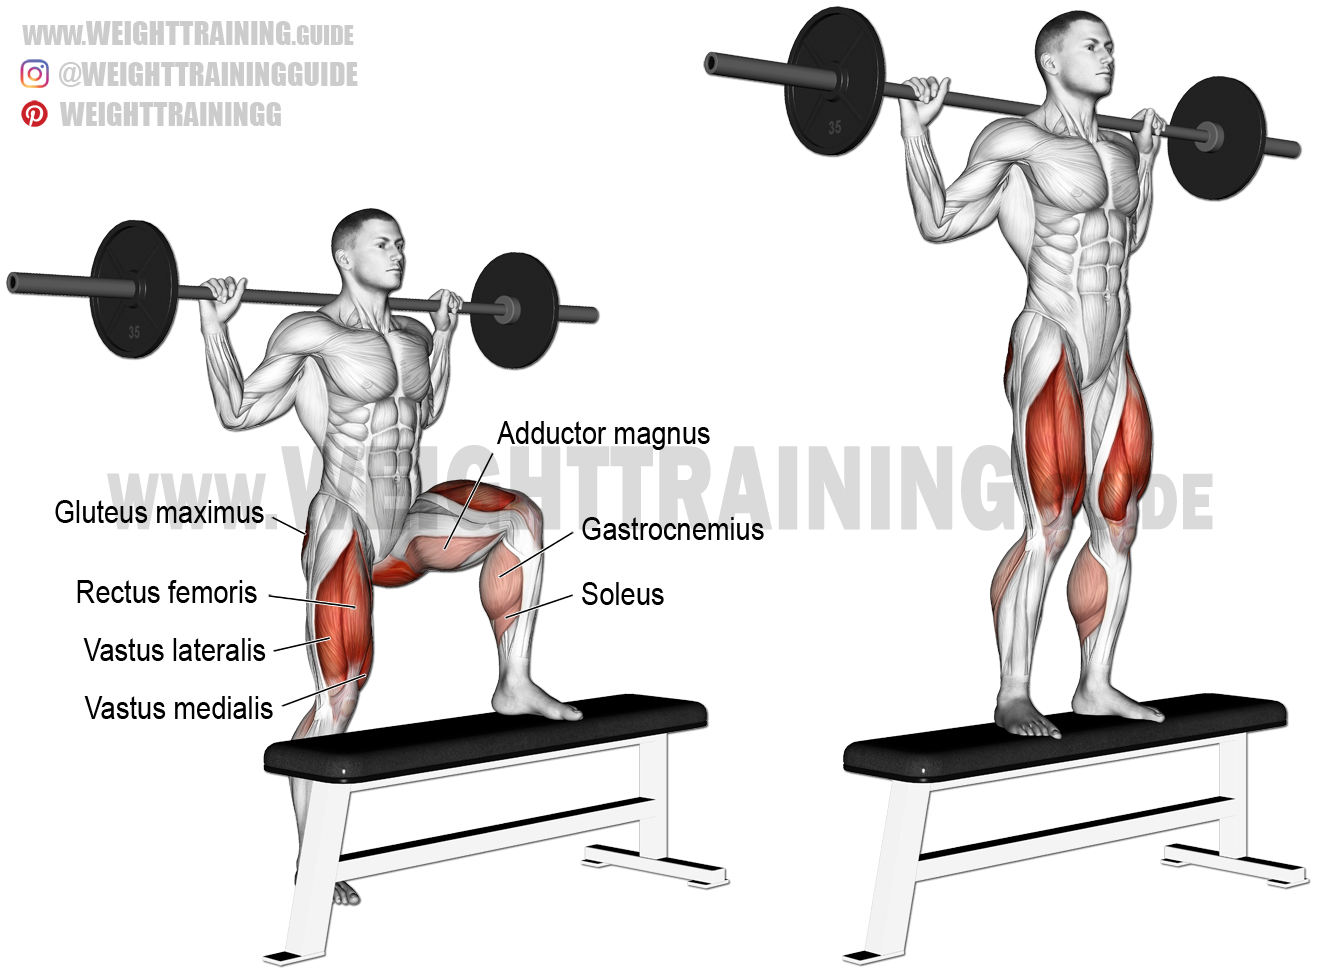 www.WEIGHTTRAINING.GUIDE
@WEIGHTTRAININGGUIDE
WEIGHTTRAININGG
35
35
Adductor magnus
www.WEIGHTTRAINING.GUIDE
Gluteus maximus
Gastrocnemius
Rectus femoris
Soleus
Vastus lateralis
Vastus medialis